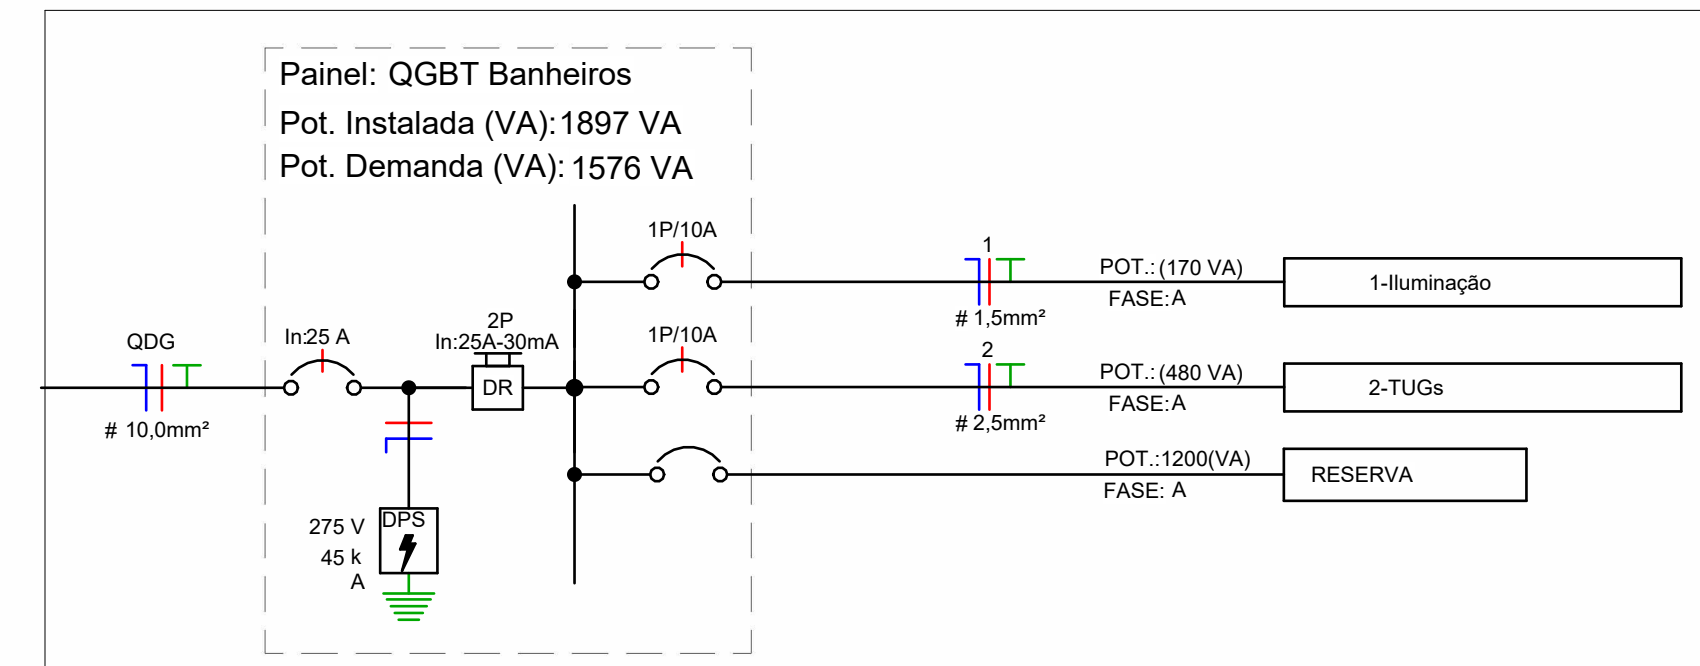 Painel: QGBT Banheiros
Pot. Instalada (VA): 1897 VA
Pot. Demanda (VA): 1576 VA
1P/10A
1
POT.: (170 VA)
1-Iluminação
FASE: A
# 1,5mm²
QDG
In:25 A
2P
In:25A-30mA
DR
1P/10A
2
POT.: (480 VA)
2-TUGs
FASE: A
# 2,5mm²
# 10,0mm²
POT.:1200(VA)
RESERVA
FASE: A
DPS
275 V
45 k
A